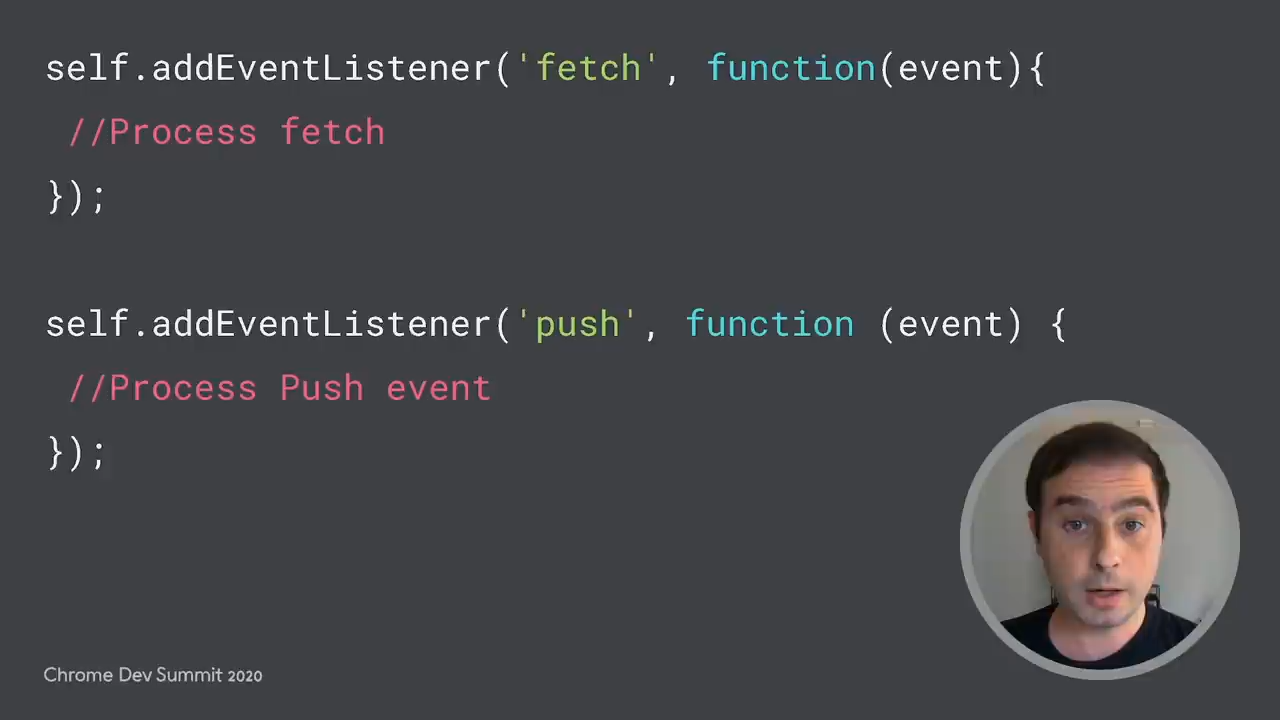 self.addEventListener('fetch', function(event){
//Process fetch
});
self.addEventListener('push', function (event) {
//Process Push event
});
Chrome Dev Summit 2020